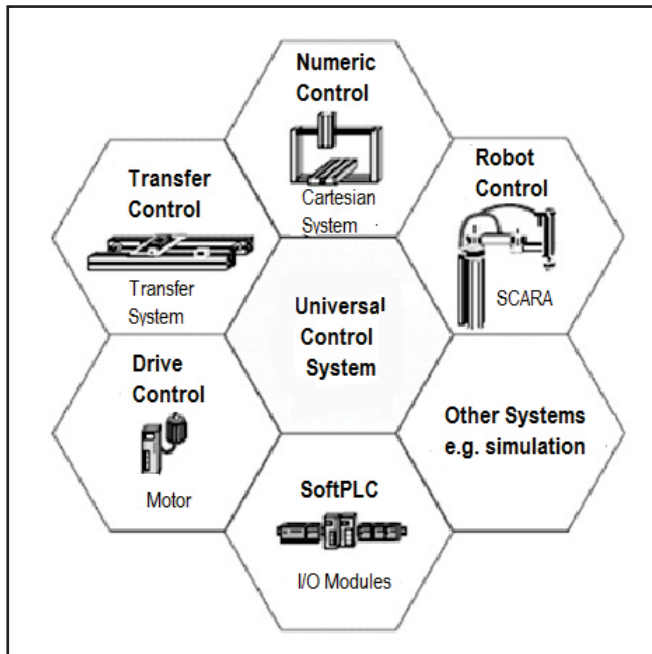 Numeric
Control
Cartesian
System
Transfer
Control
Transfer
System
Robot
Control
SCARA
Universal
Control
System
Drive
Control
Motor
Other Systems
e.g. simulation
SoftPLC
I/O Modules